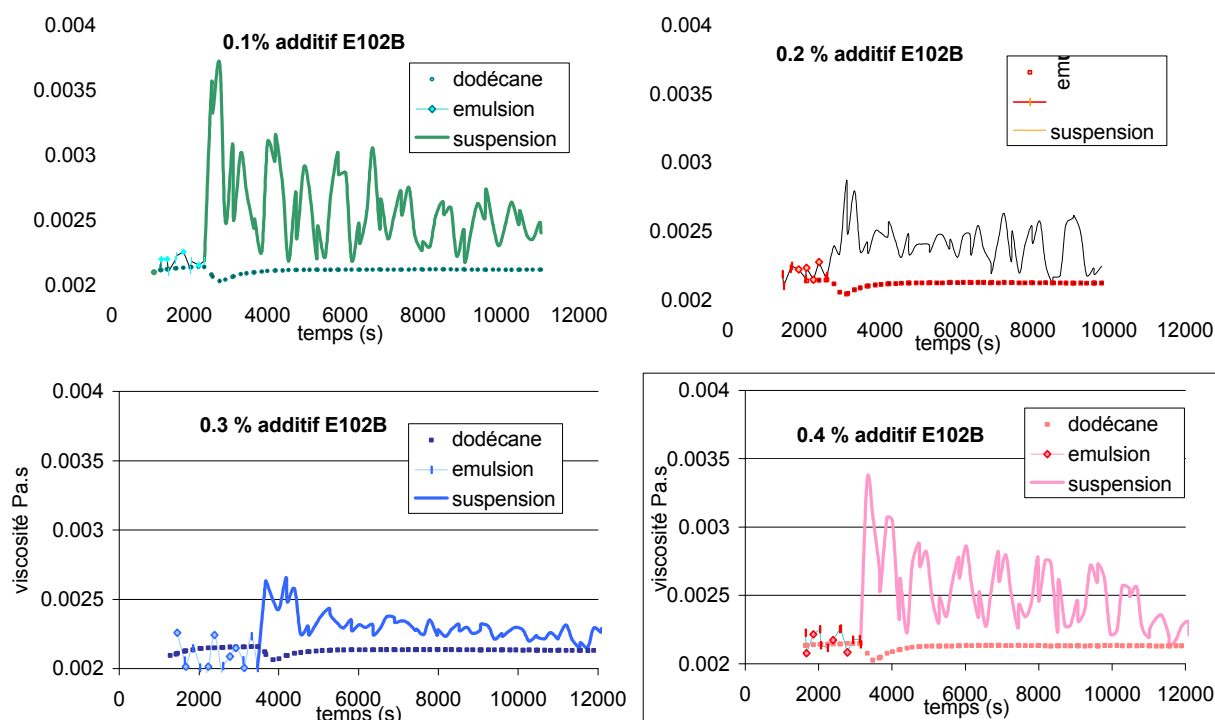 0.1% additif E102B
0.004
0.0035
0.003
0.0025
0.002
dodécane
emulsion
suspension
0 2000 4000 6000 8000 10000 12000
temps (s)
0.2 % additif E102B
0.004
0.0035
0.003
0.0025
0.002
emu
suspension
0 2000 4000 6000 8000 10000 12000
temps (s)
0.3 % additif E102B
viscosité Pa.s
0.004
0.0035
0.003
0.0025
0.002
dodécane
emulsion
suspension
0 2000 4000 6000 8000 10000 12000
temps (s)
0.4 % additif E102B
viscosité Pa.s
0.004
0.0035
0.003
0.0025
0.002
dodécane
emulsion
suspension
0 2000 4000 6000 8000 10000 12000
temps (s)